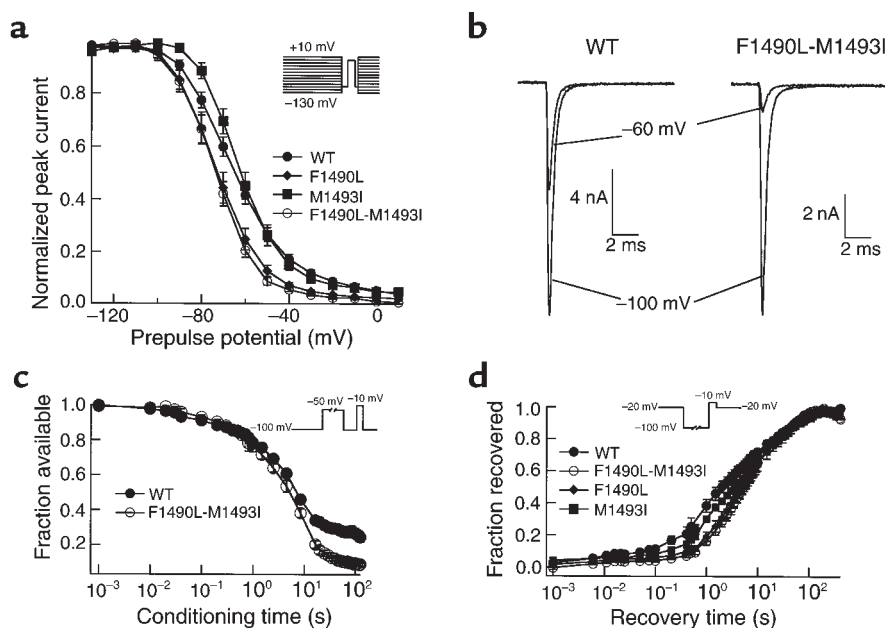 a
Normalized peak current
0.8
0.6
0.4
0.2
0.0
−120
−80
−40
0
Prepulse potential (mV)
+10 mV
−130 mV
WT
F1490L
M1493I
F1490L-M1493I
b
WT
F1490L-M1493I
−60 mV
−100 mV
4 nA
2 ms
2 nA
2 ms
c
Fraction available
1.0
0.8
0.6
0.4
0.2
10−3
10−2
10−1
100
101
102
Conditioning time (s)
−100 mV
−50 mV
−10 mV
WT
F1490L-M1493I
d
Fraction recovered
1.0
0.8
0.6
0.4
0.2
0.0
10−3
10−2
10−1
100
101
102
Recovery time (s)
−20 mV
−100 mV
−10 mV
−20 mV
WT
F1490L-M1493I
F1490L
M1493I